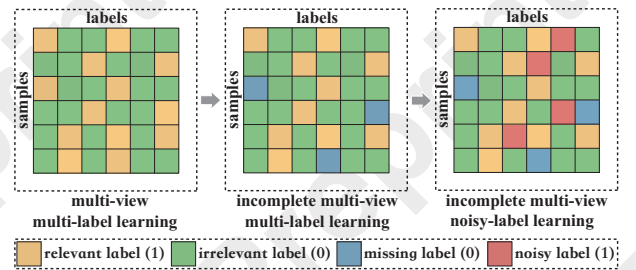 labels labels labels
samples samples samples
multi-view incomplete multi-view incomplete multi-view
multi-label learning multi-label learning noisy-label learning
relevant label (1) irrelevant label (0) missing label (0) noisy label (1)
preprint